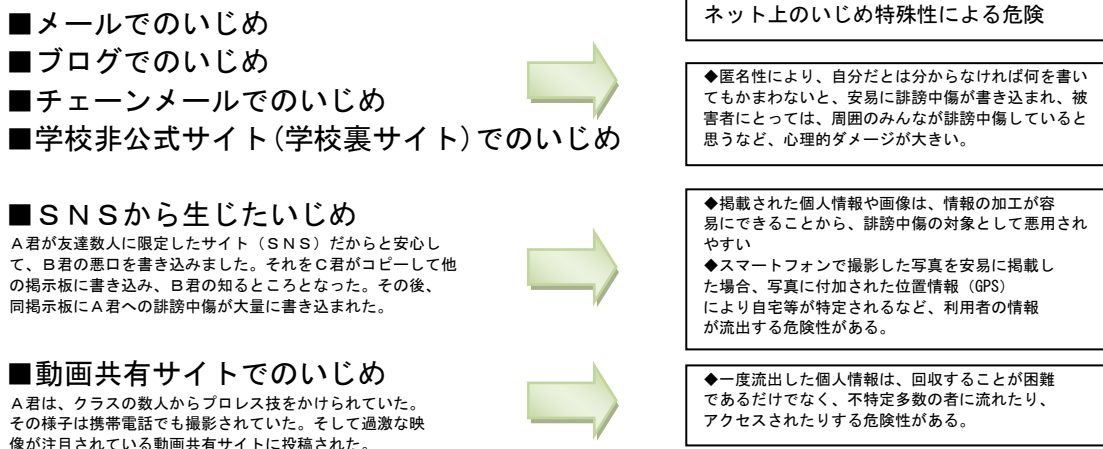 ■メールでのいじめ
■ブログでのいじめ
■チェーンメールでのいじめ
■学校非公式サイト(学校裏サイト)でのいじめ
ネット上のいじめ特殊性による危険
◆匿名性により、自分だとは分からなければ何を書い
てもかまわないと、安易に誹謗中傷が書き込まれ、被
害者にとっては、周囲のみんなが誹謗中傷していると
思うなど、心理的ダメージが大きい。
■ＳＮＳから生じたいじめ
Ａ君が友達数人に限定したサイト（ＳＮＳ）だからと安心し
て、Ｂ君の悪口を書き込みました。それをＣ君がコピーして他
の掲示板に書き込み、Ｂ君の知るところとなった。その後、
同掲示板にＡ君への誹謗中傷が大量に書き込まれた。
◆掲載された個人情報や画像は、情報の加工が容
易にできることから、誹謗中傷の対象として悪用され
やすい
◆スマートフォンで撮影した写真を安易に掲載し
た場合、写真に付加された位置情報（GPS）
により自宅等が特定されるなど、利用者の情報
が流出する危険性がある。
■動画共有サイトでのいじめ
Ａ君は、クラスの数人からプロレス技をかけられていた。
その様子は携帯電話でも撮影されていた。そして過激な映
像が注目されている動画共有サイトに投稿された。
◆一度流出した個人情報は、回収することが困難
であるだけでなく、不特定多数の者に流れたり、
アクセスされたりする危険性がある。